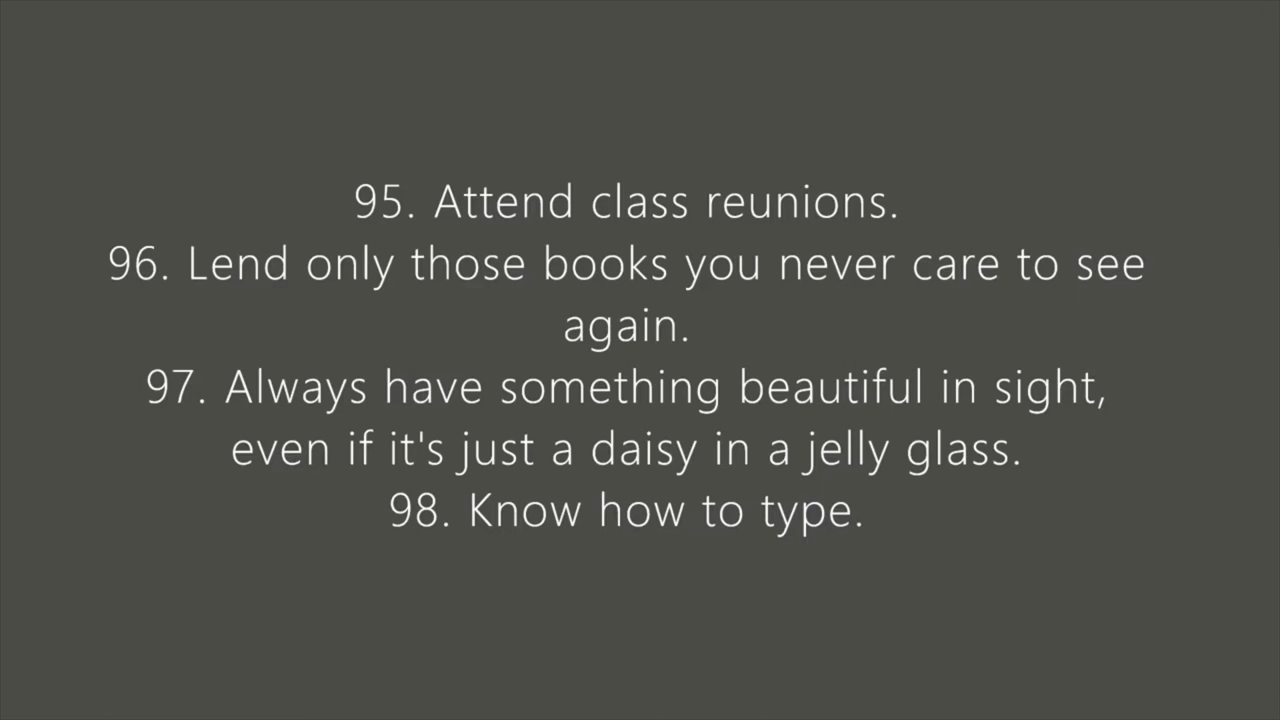 95. Attend class reunions.
96. Lend only those books you never care to see
again.
97. Always have something beautiful in sight,
even if it's just a daisy in a jelly glass.
98. Know how to type.